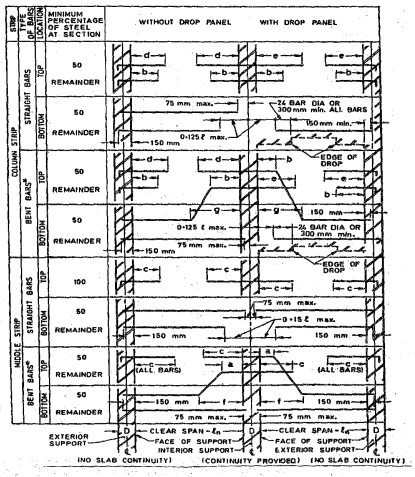 STRIP
TYPE OF BARS
LOCATION
MINIMUM PERCENTAGE OF STEEL AT SECTION
WITHOUT DROP PANEL
WITH DROP PANEL
COLUMN STRIP
STRAIGHT BARS
TOP
50
REMAINDER
d
d
e
e
b
b
b
b
BOTTOM
50
REMAINDER
75 mm max.
24 BAR DIA OR
300 mm min. ALL BARS
150 mm min.
0·125 ℓ max.
150 mm
EDGE OF DROP
BENT BARS*
TOP
50
REMAINDER
d
d
b
e
b
b
e
b
BOTTOM
50
REMAINDER
g
g
150 mm
0·125 ℓ max.
24 BAR DIA OR
300 mm min.
75 mm max.
150 mm
EDGE OF DROP
MIDDLE STRIP
STRAIGHT BARS
TOP
100
c
c
c
c
BOTTOM
50
REMAINDER
75 mm max.
0·15 ℓ max.
150 mm
150 mm
BENT BARS*
TOP
50
REMAINDER
c
a
a
c
c
(ALL BARS)
c
(ALL BARS)
BOTTOM
50
REMAINDER
150 mm
f
f
150 mm
75 mm max.
75 mm max.
D
CLEAR SPAN - ℓn
D
CLEAR SPAN - ℓn
D
EXTERIOR SUPPORT
FACE OF SUPPORT
INTERIOR SUPPORT
FACE OF SUPPORT
EXTERIOR SUPPORT
(NO SLAB CONTINUITY)
(CONTINUITY PROVIDED)
(NO SLAB CONTINUITY)